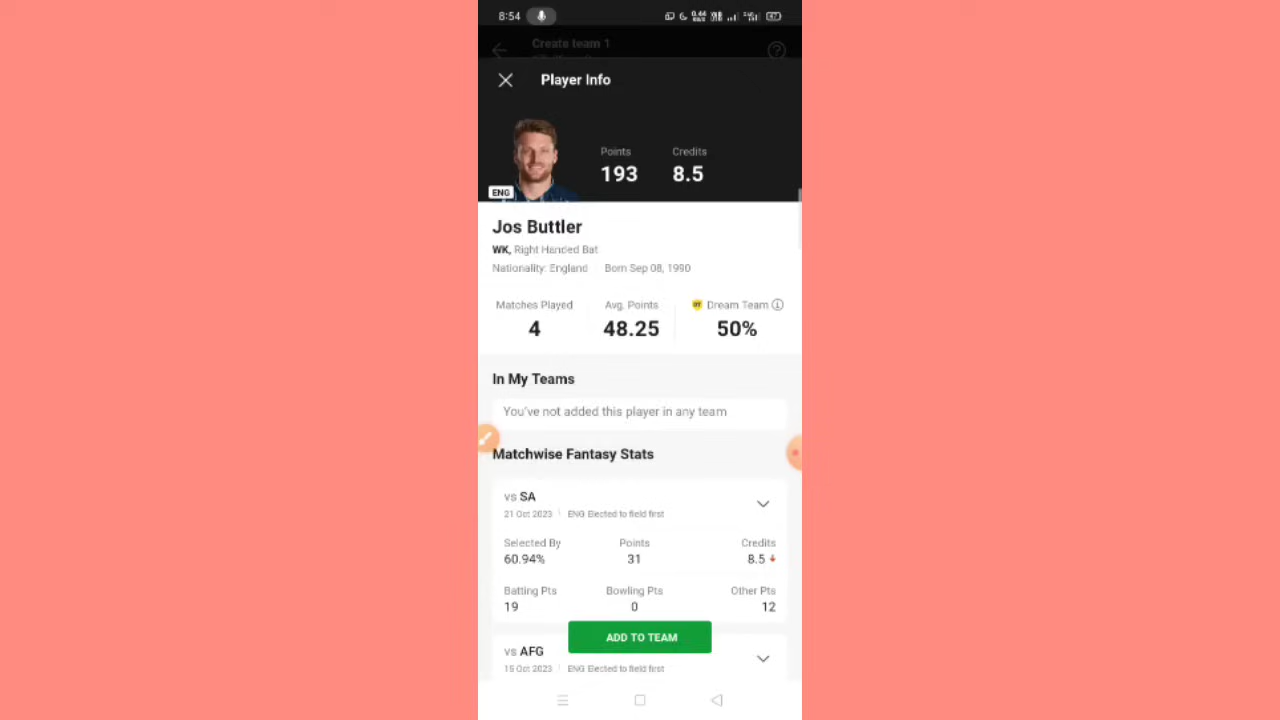 8:54
Create team 1
Player Info
Points
Credits
193
8.5
ENG
Jos Buttler
WK, Right Handed Bat
Nationality: England
Born Sep 08, 1990
Matches Played
Avg. Points
Dream Team
4
48.25
50%
In My Teams
You've not added this player in any team
Matchwise Fantasy Stats
vs SA
21 Oct 2023
ENG Elected to field first
Selected By
Points
Credits
60.94%
31
8.5
Batting Pts
Bowling Pts
Other Pts
19
0
12
ADD TO TEAM
vs AFG
15 Oct 2023
ENG Elected to field first